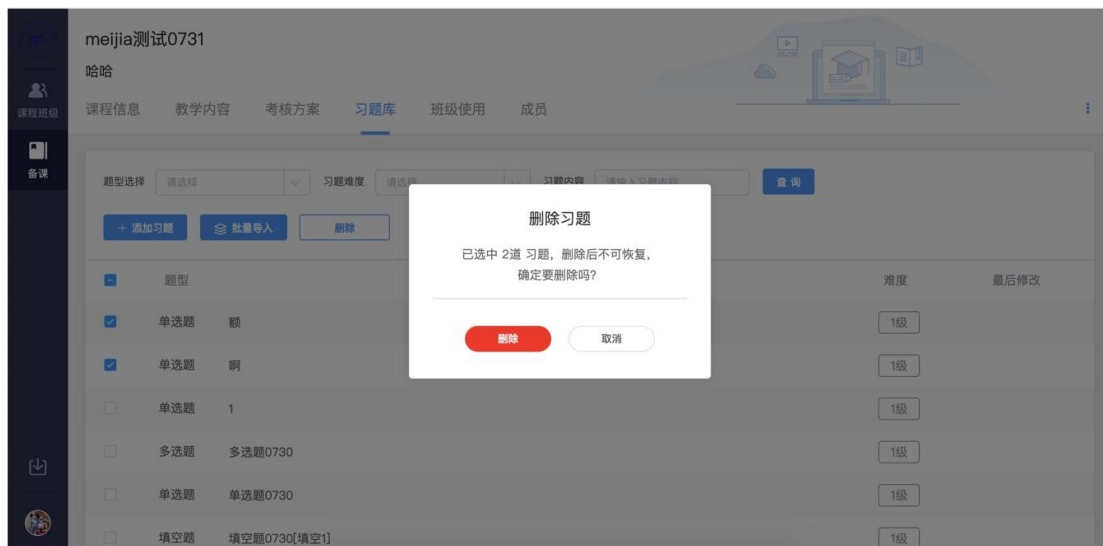 meijia测试0731
哈哈
课程班级
课程信息 教学内容 考核方案 习题库 班级使用 成员
备课
题型选择 请选择 习题难度 请选择 习题内容 请输入习题内容 查询
+ 添加习题 批量导入 删除
删除习题
已选中 2道 习题，删除后不可恢复，
确定要删除吗？
删除 取消
题型 难度 最后修改
单选题 额 1级
单选题 啊 1级
单选题 1 1级
多选题 多选题0730 1级
单选题 单选题0730 1级
填空题 填空题0730[填空1] 1级